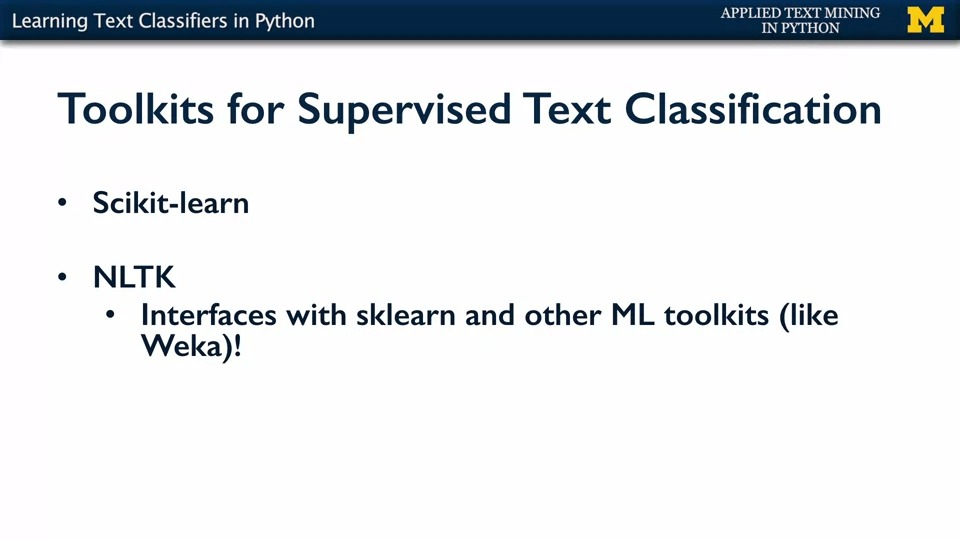 Learning Text Classifiers in Python
APPLIED TEXT MINING
IN PYTHON
M
Toolkits for Supervised Text Classification
• Scikit-learn
• NLTK
• Interfaces with sklearn and other ML toolkits (like
Weka)!